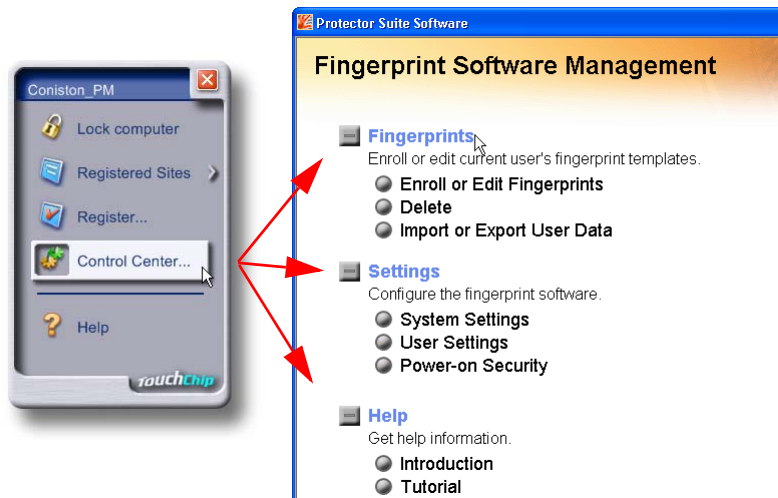 Coniston_PM
Lock computer
Registered Sites
Register...
Control Center...
Help
TouchChip
Protector Suite Software
Fingerprint Software Management
Fingerprints
Enroll or edit current user's fingerprint templates.
Enroll or Edit Fingerprints
Delete
Import or Export User Data
Settings
Configure the fingerprint software.
System Settings
User Settings
Power-on Security
Help
Get help information.
Introduction
Tutorial